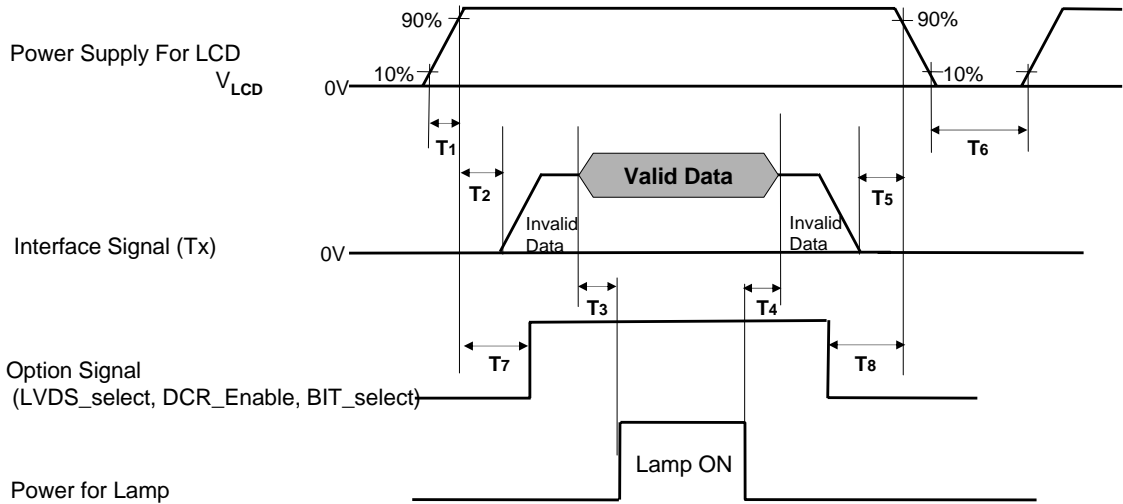 90%
90%
Power Supply For LCD
VLCD
10%
10%
0V
T1
T6
T2
Valid Data
T5
Invalid
Data
Invalid
Data
Interface Signal (Tx)
0V
T3
T4
T7
T8
Option Signal
(LVDS_select, DCR_Enable, BIT_select)
Lamp ON
Power for Lamp